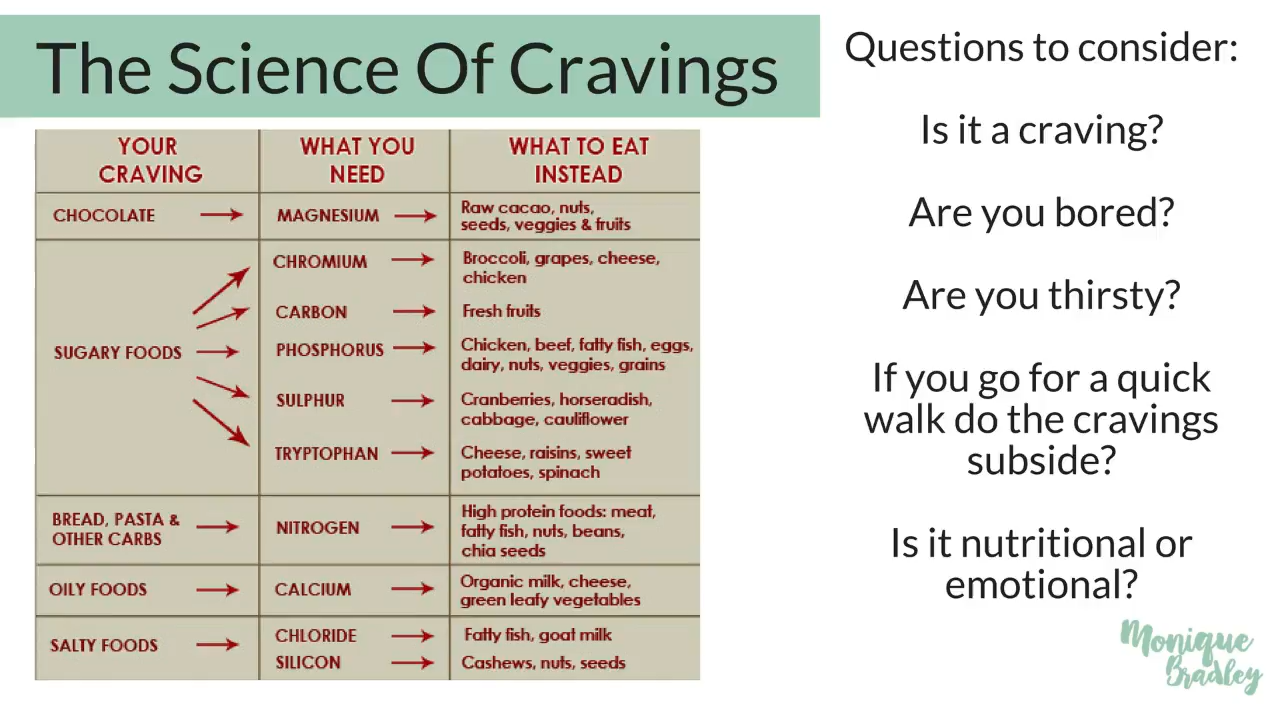 The Science Of Cravings
YOUR
CRAVING
WHAT YOU
NEED
WHAT TO EAT
INSTEAD
CHOCOLATE
MAGNESIUM
Raw cacao, nuts,
seeds, veggies & fruits
SUGARY FOODS
CHROMIUM
Broccoli, grapes, cheese,
chicken
CARBON
Fresh fruits
PHOSPHORUS
Chicken, beef, fatty fish, eggs,
dairy, nuts, veggies, grains
SULPHUR
Cranberries, horseradish,
cabbage, cauliflower
TRYPTOPHAN
Cheese, raisins, sweet
potatoes, spinach
BREAD, PASTA &
OTHER CARBS
NITROGEN
High protein foods: meat,
fatty fish, nuts, beans,
chia seeds
OILY FOODS
CALCIUM
Organic milk, cheese,
green leafy vegetables
SALTY FOODS
CHLORIDE
Fatty fish, goat milk
SILICON
Cashews, nuts, seeds
Questions to consider:
Is it a craving?
Are you bored?
Are you thirsty?
If you go for a quick
walk do the cravings
subside?
Is it nutritional or
emotional?
Monique
Bradley